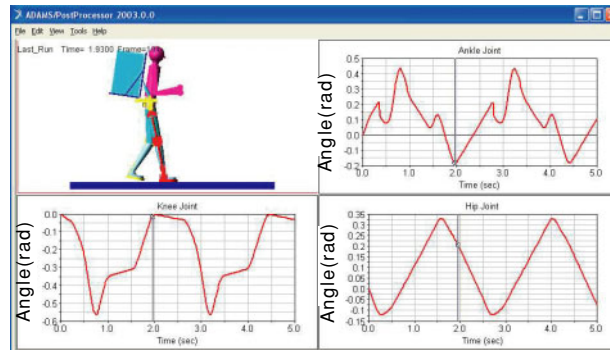 ADAMS/PostProcessor 2003.0.0
File Edit View Tools Help
Last_Run Time= 1.9300 Frame=1
Ankle Joint
Angle(rad)
0.5
0.4
0.3
0.2
0.1
0.0
-0.1
-0.2
0.0 1.0 2.0 3.0 4.0 5.0
Time (sec)
Knee Joint
Angle(rad)
0.0
-0.1
-0.2
-0.3
-0.4
-0.5
-0.6
0.0 1.0 2.0 3.0 4.0 5.0
Time (sec)
Hip Joint
Angle(rad)
0.35
0.3
0.25
0.2
0.15
0.1
0.05
0.0
-0.05
-0.1
-0.15
0.0 1.0 2.0 3.0 4.0 5.0
Time (sec)